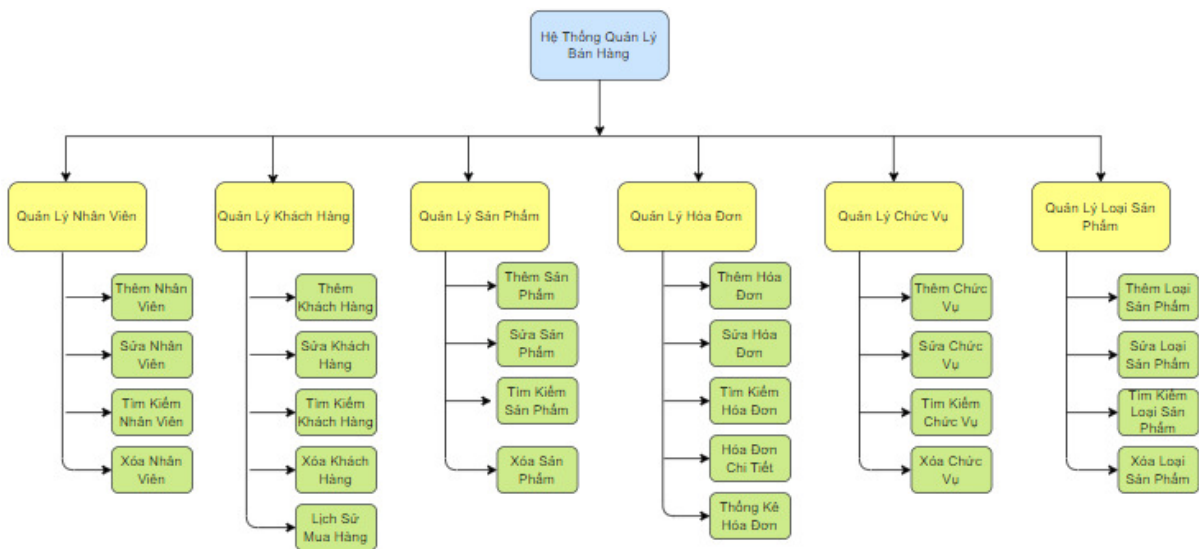 Hệ Thống Quản Lý
Bán Hàng
Quản Lý Nhân Viên
Quản Lý Khách Hàng
Quản Lý Sản Phẩm
Quản Lý Hóa Đơn
Quản Lý Chức Vụ
Quản Lý Loại Sản
Phẩm
Thêm Nhân
Viên
Sửa Nhân
Viên
Tìm Kiếm
Nhân Viên
Xóa Nhân
Viên
Thêm
Khách Hàng
Sửa Khách
Hàng
Tìm Kiếm
Khách Hàng
Xóa Khách
Hàng
Lịch Sử
Mua Hàng
Thêm Sản
Phẩm
Sửa Sản
Phẩm
Tìm Kiếm
Sản Phẩm
Xóa Sản
Phẩm
Thêm Hóa
Đơn
Sửa Hóa
Đơn
Tìm Kiếm
Hóa Đơn
Hóa Đơn
Chi Tiết
Thống Kê
Hóa Đơn
Thêm Chức
Vụ
Sửa Chức
Vụ
Tìm Kiếm
Chức Vụ
Xóa Chức
Vụ
Thêm Loại
Sản Phẩm
Sửa Loại
Sản Phẩm
Tìm Kiếm
Loại Sản
Phẩm
Xóa Loại
Sản Phẩm